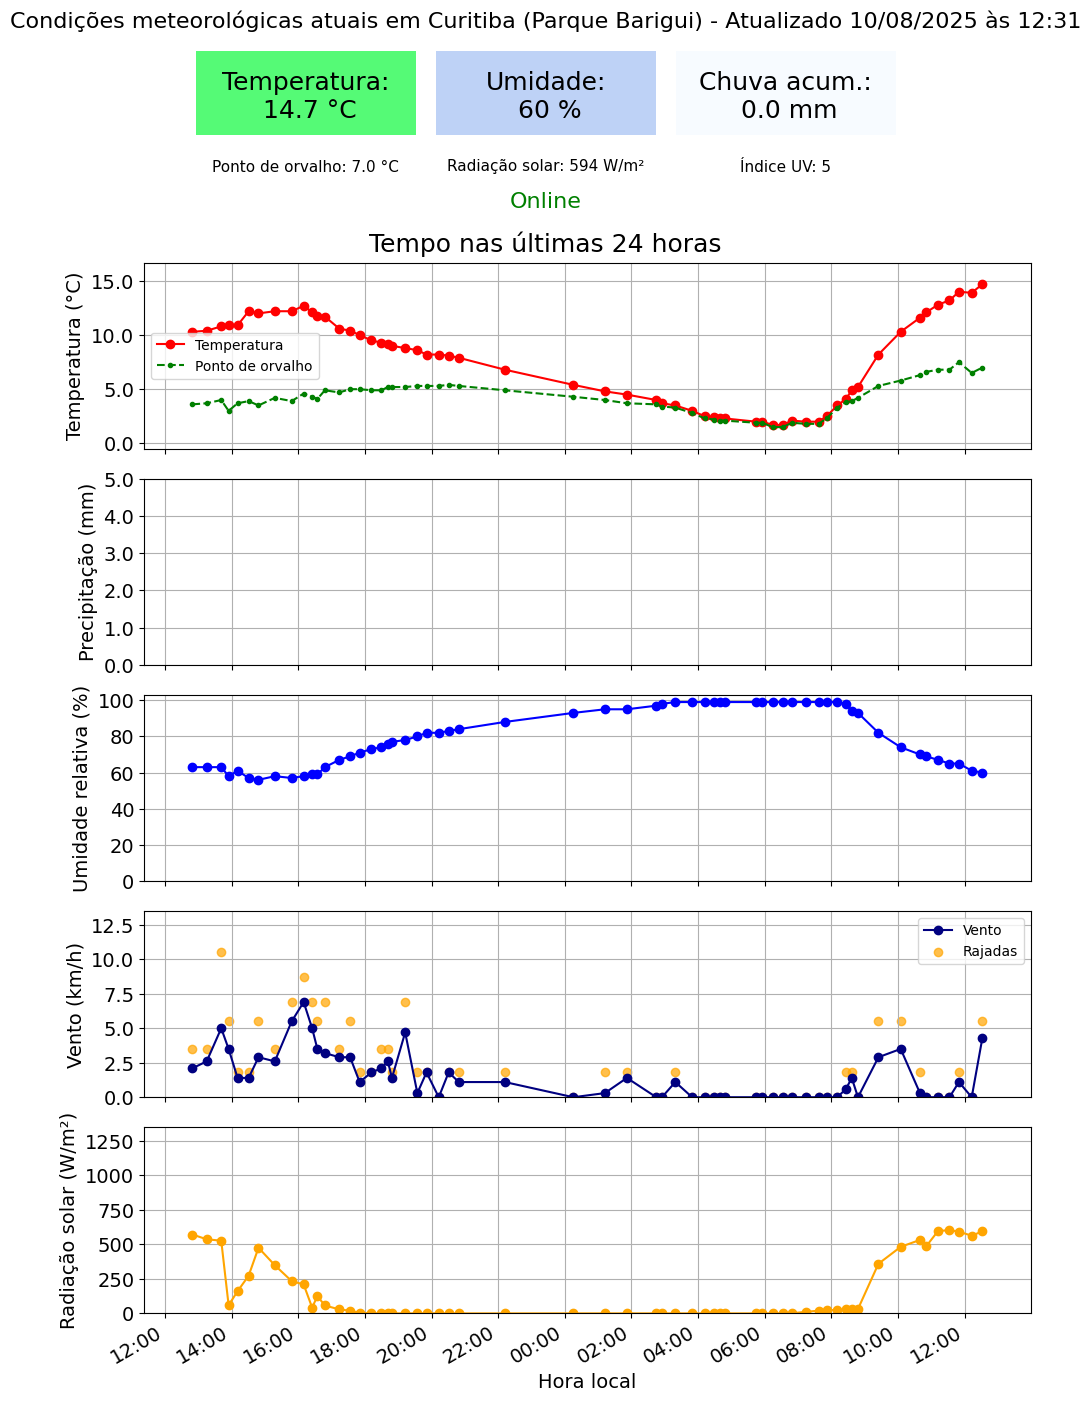 Condições meteorológicas atuais em Curitiba (Parque Barigui) - Atualizado 10/08/2025 às 12:31
Temperatura:
14.7 °C
Umidade:
60 %
Chuva acum.:
0.0 mm
Ponto de orvalho: 7.0 °C
Radiação solar: 594 W/m²
Índice UV: 5
Online
Tempo nas últimas 24 horas
Temperatura (°C)
15.0
10.0
5.0
0.0
Temperatura
Ponto de orvalho
Precipitação (mm)
5.0
4.0
3.0
2.0
1.0
0.0
Umidade relativa (%)
100
80
60
40
20
0
Vento (km/h)
12.5
10.0
7.5
5.0
2.5
0.0
Vento
Rajadas
Radiação solar (W/m²)
1250
1000
750
500
250
0
12:00
14:00
16:00
18:00
20:00
22:00
00:00
02:00
04:00
06:00
08:00
10:00
12:00
Hora local